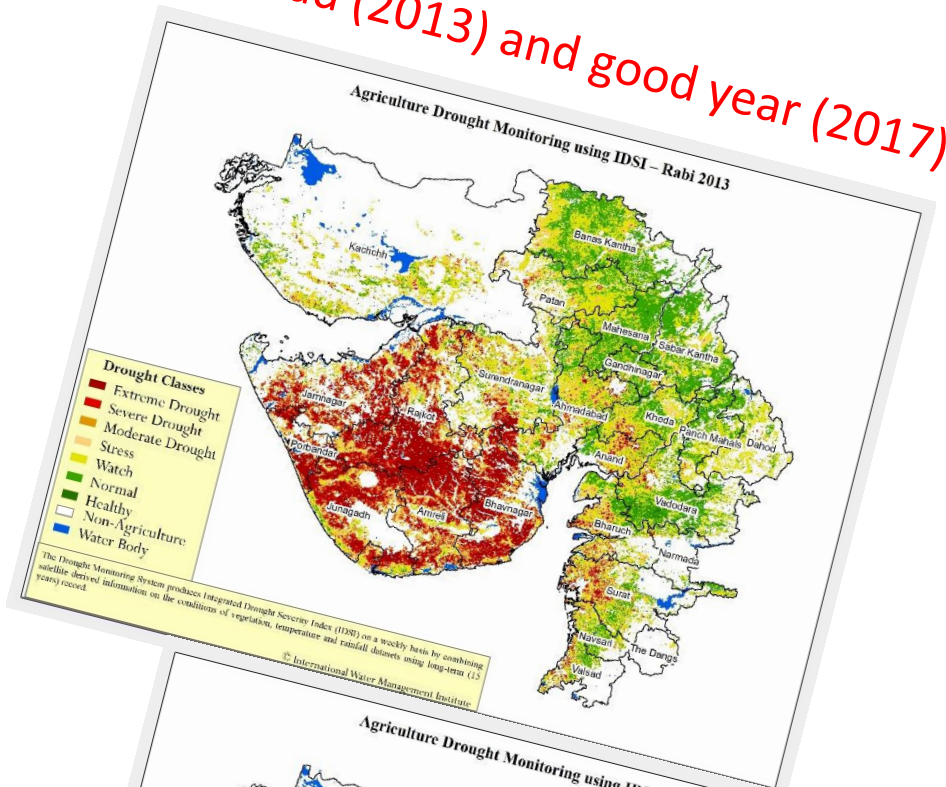 (2013) and good year (2017)
Agriculture Drought Monitoring using IDSI – Rabi 2013
Banas Kantha
Kachchh
Patan
Mahesana
Sabar Kantha
Gandhinagar
Surendranagar
Ahmadabad
Jamnagar
Rajkot
Kheda
Panch Mahals
Dahod
Porbandar
Anand
Vadodara
Junagadh
Amreli
Bhavnagar
Bharuch
Narmada
Surat
Navsari
The Dangs
Valsad
Drought Classes
Extreme Drought
Severe Drought
Moderate Drought
Stress
Watch
Normal
Healthy
Non-Agriculture
Water Body
The Drought Monitoring System produces Integrated Drought Severity Index (IDSI) on a weekly basis by combining
satellite derived information on the conditions of vegetation, temperature and rainfall datasets using long-term (15
years) record.
© International Water Management Institute
Agriculture Drought Monitoring using